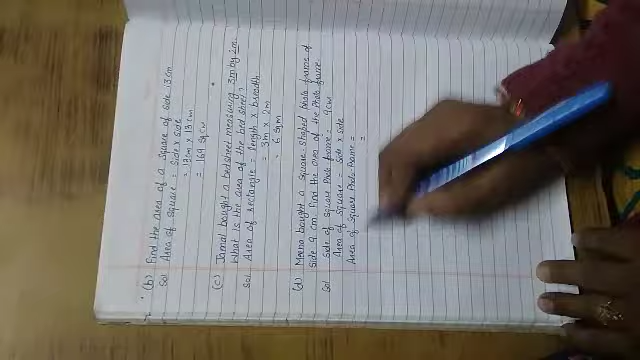 (b) Find the area of a square of side 13cm
Sol Area of square = side x side
= 13cm x 13cm
= 169 sq cm
(c) Jamal bought a bedsheet measuring 3m by 2m.
What is the area of the bed sheet?
Sol Area of rectangle = length x breadth
= 3m x 2m
= 6 sq m
(d) Meena bought a square shaped photo frame of
side 9 cm. Find the area of the photo frame.
Sol Side of square photo frame = 9cm
Area of square = side x side
Area of square photo frame =
=